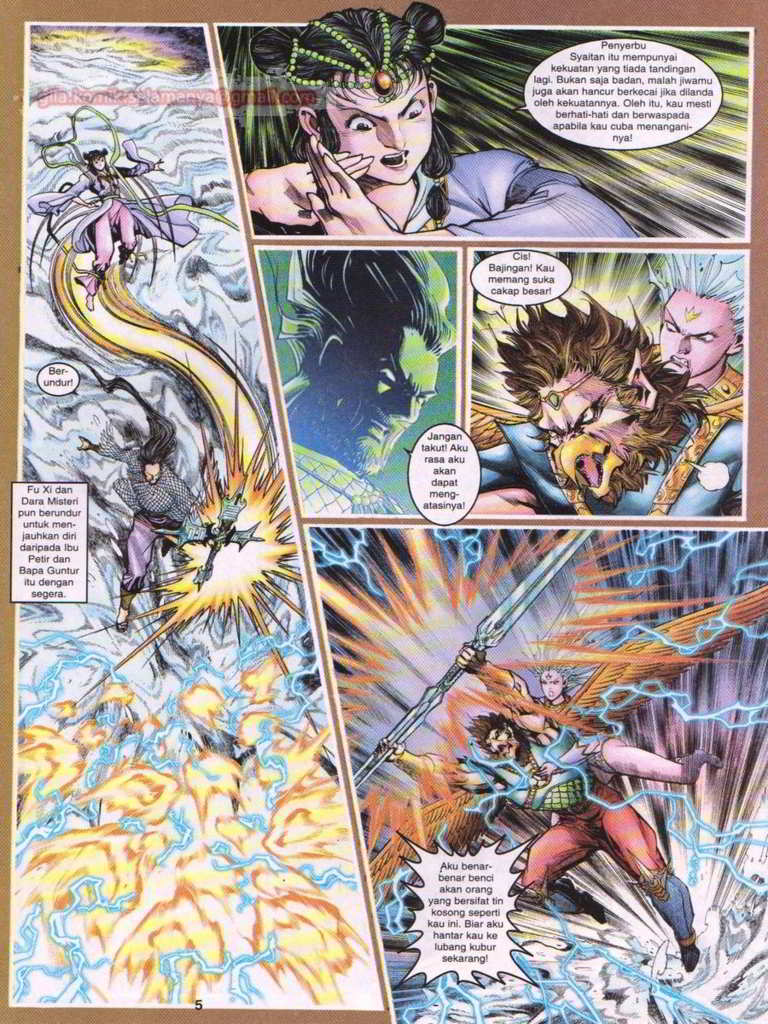 gila.komik.selamanya@gmail.com
Ber-
undur!
Fu Xi dan
Dara Misteri
pun berundur
untuk men-
jauhkan diri
daripada Ibu
Petir dan
Bapa Guntur
itu dengan
segera.
Penyerbu
Syaitan itu mempunyai
kekuatan yang tiada tandingan
lagi. Bukan saja badan, malah jiwamu
juga akan hancur berkecai jika dilanda
oleh kekuatannya. Oleh itu, kau mesti
berhati-hati dan berwaspada
apabila kau cuba menangani-
nya!
Jangan
takut! Aku
rasa aku
akan
dapat
meng-
atasinya!
Cis!
Bajingan! Kau
memang suka
cakap besar!
Aku benar-
benar benci
akan orang
yang bersifat tin
kosong seperti
kau ini. Biar aku
hantar kau ke
lubang kubur
sekarang!
5